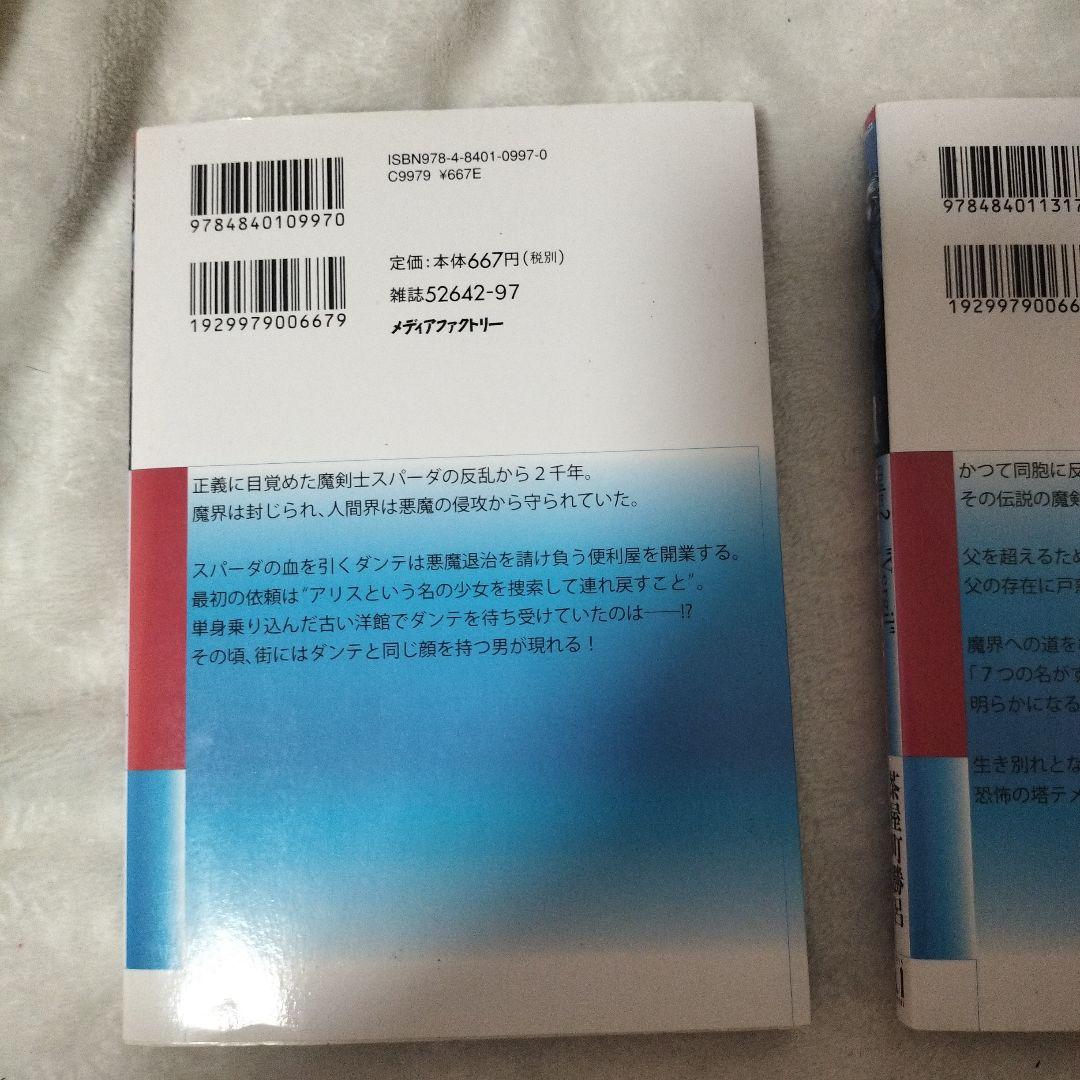 ISBN978-4-8401-0997-0
C9979 ¥667E
9784840109970
定価:本体667円(税別)
雑誌52642-97
1929979006679
メディアファクトリー
正義に目覚めた魔剣士スパーダの反乱から2千年。
魔界は封じられ、人間界は悪魔の侵攻から守られていた。
スパーダの血を引くダンテは悪魔退治を請け負う便利屋を開業する。
最初の依頼は“アリスという名の少女を捜索して連れ戻すこと”。
単身乗り込んだ古い洋館でダンテを待ち受けていたのは――!?
その頃、街にはダンテと同じ顔を持つ男が現れる!
97848401131 7
19299790066
かつて同胞に反
その伝説の魔剣
父を超えるため
父の存在に戸惑
魔界への道を
「7つの名がす
明らかになる
生き別れとな
恐怖の塔テメ
茶屋町勝呂